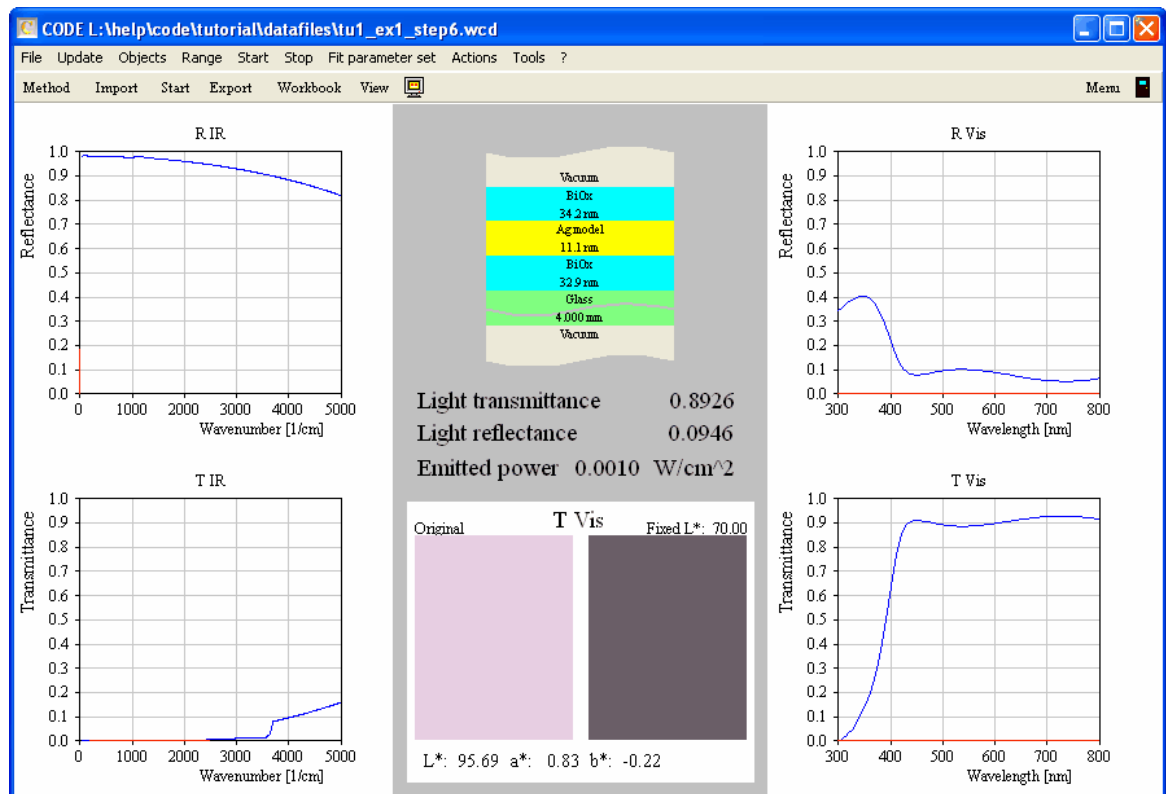 CODE L:\help\code\tutorial\datafiles\tu1_ex1_step6.wcd
File Update Objects Range Start Stop Fit parameter set Actions Tools ?
Method Import Start Export Workbook View Menu
R IR
Reflectance
1.0
0.9
0.8
0.7
0.6
0.5
0.4
0.3
0.2
0.1
0.0
0 1000 2000 3000 4000 5000
Wavenumber [1/cm]
T IR
Transmittance
1.0
0.9
0.8
0.7
0.6
0.5
0.4
0.3
0.2
0.1
0.0
0 1000 2000 3000 4000 5000
Wavenumber [1/cm]
Vacuum
BiOx
34.2 nm
Ag model
11.1 nm
BiOx
32.9 nm
Glass
4.000 mm
Vacuum
Light transmittance 0.8926
Light reflectance 0.0946
Emitted power 0.0010 W/cm^2
T Vis
Original Fixed L*: 70.00
L*: 95.69 a*: 0.83 b*: -0.22
R Vis
Reflectance
1.0
0.9
0.8
0.7
0.6
0.5
0.4
0.3
0.2
0.1
0.0
300 400 500 600 700 800
Wavelength [nm]
T Vis
Transmittance
1.0
0.9
0.8
0.7
0.6
0.5
0.4
0.3
0.2
0.1
0.0
300 400 500 600 700 800
Wavelength [nm]